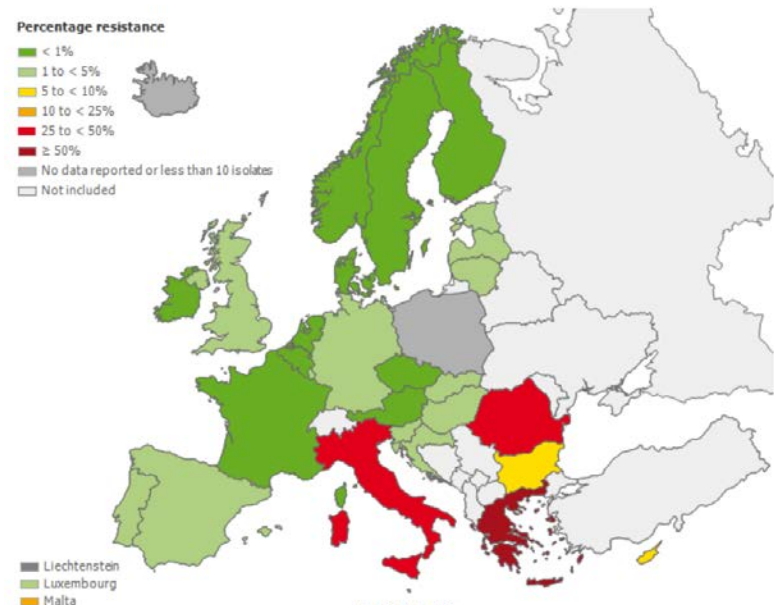 Percentage resistance
< 1%
1 to < 5%
5 to < 10%
10 to < 25%
25 to < 50%
≥ 50%
No data reported or less than 10 isolates
Not included
Liechtenstein
Luxembourg
Malta